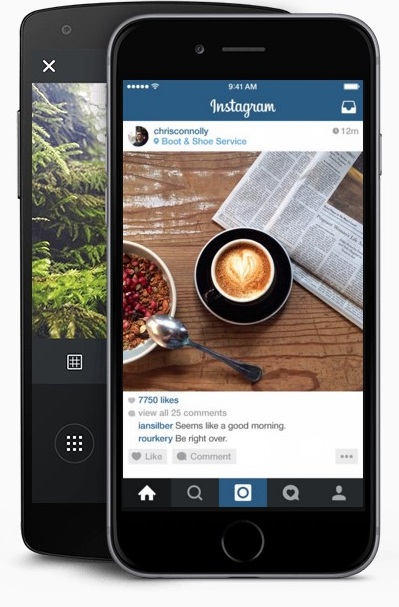 9:41 AM
Instagram
chrisconnolly
12m
Boot & Shoe Service
7750 likes
view all 25 comments
iansilber Seems like a good morning.
rourkery Be right over.
Like
Comment